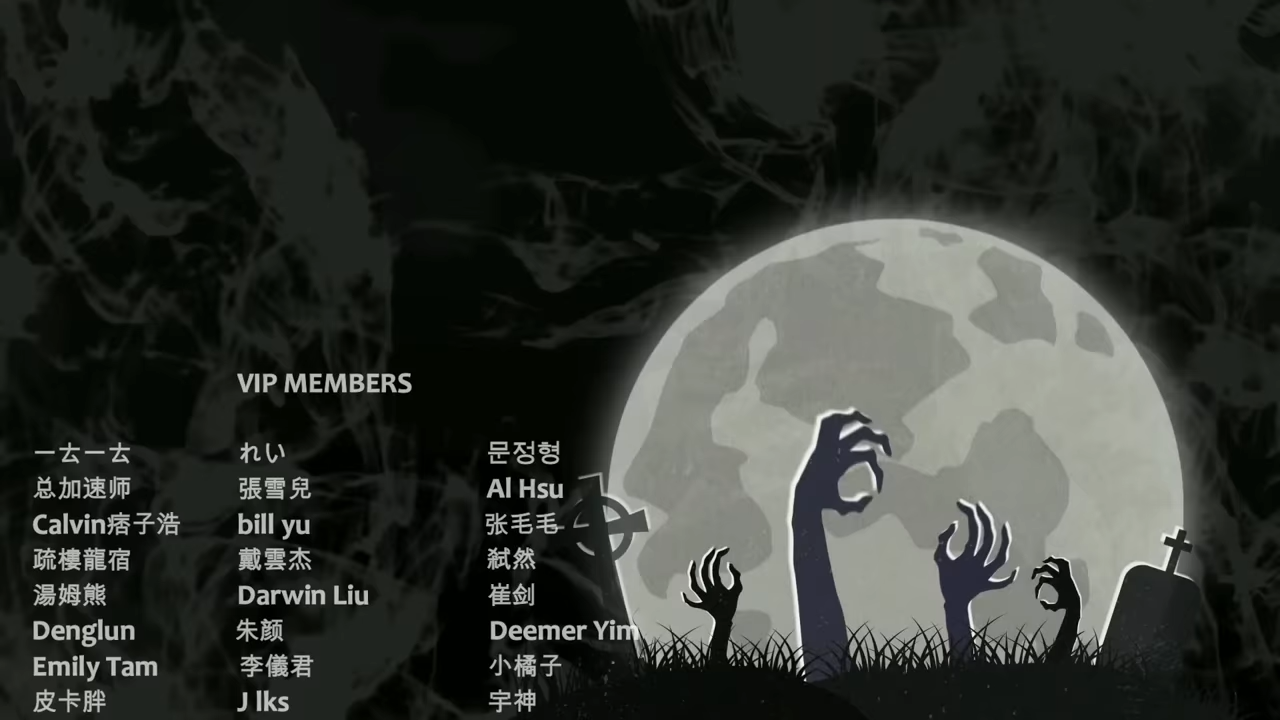 VIP MEMBERS
一去一去 れい 문정형
总加速师 張雪兒 Al Hsu
Calvin痞子浩 bill yu 张毛毛
疏樓龍宿 戴雲杰 弑然
湯姆熊 Darwin Liu 崔剑
Denglun 朱颜 Deemer Yim
Emily Tam 李儀君 小橘子
皮卡胖 J lks 宇神